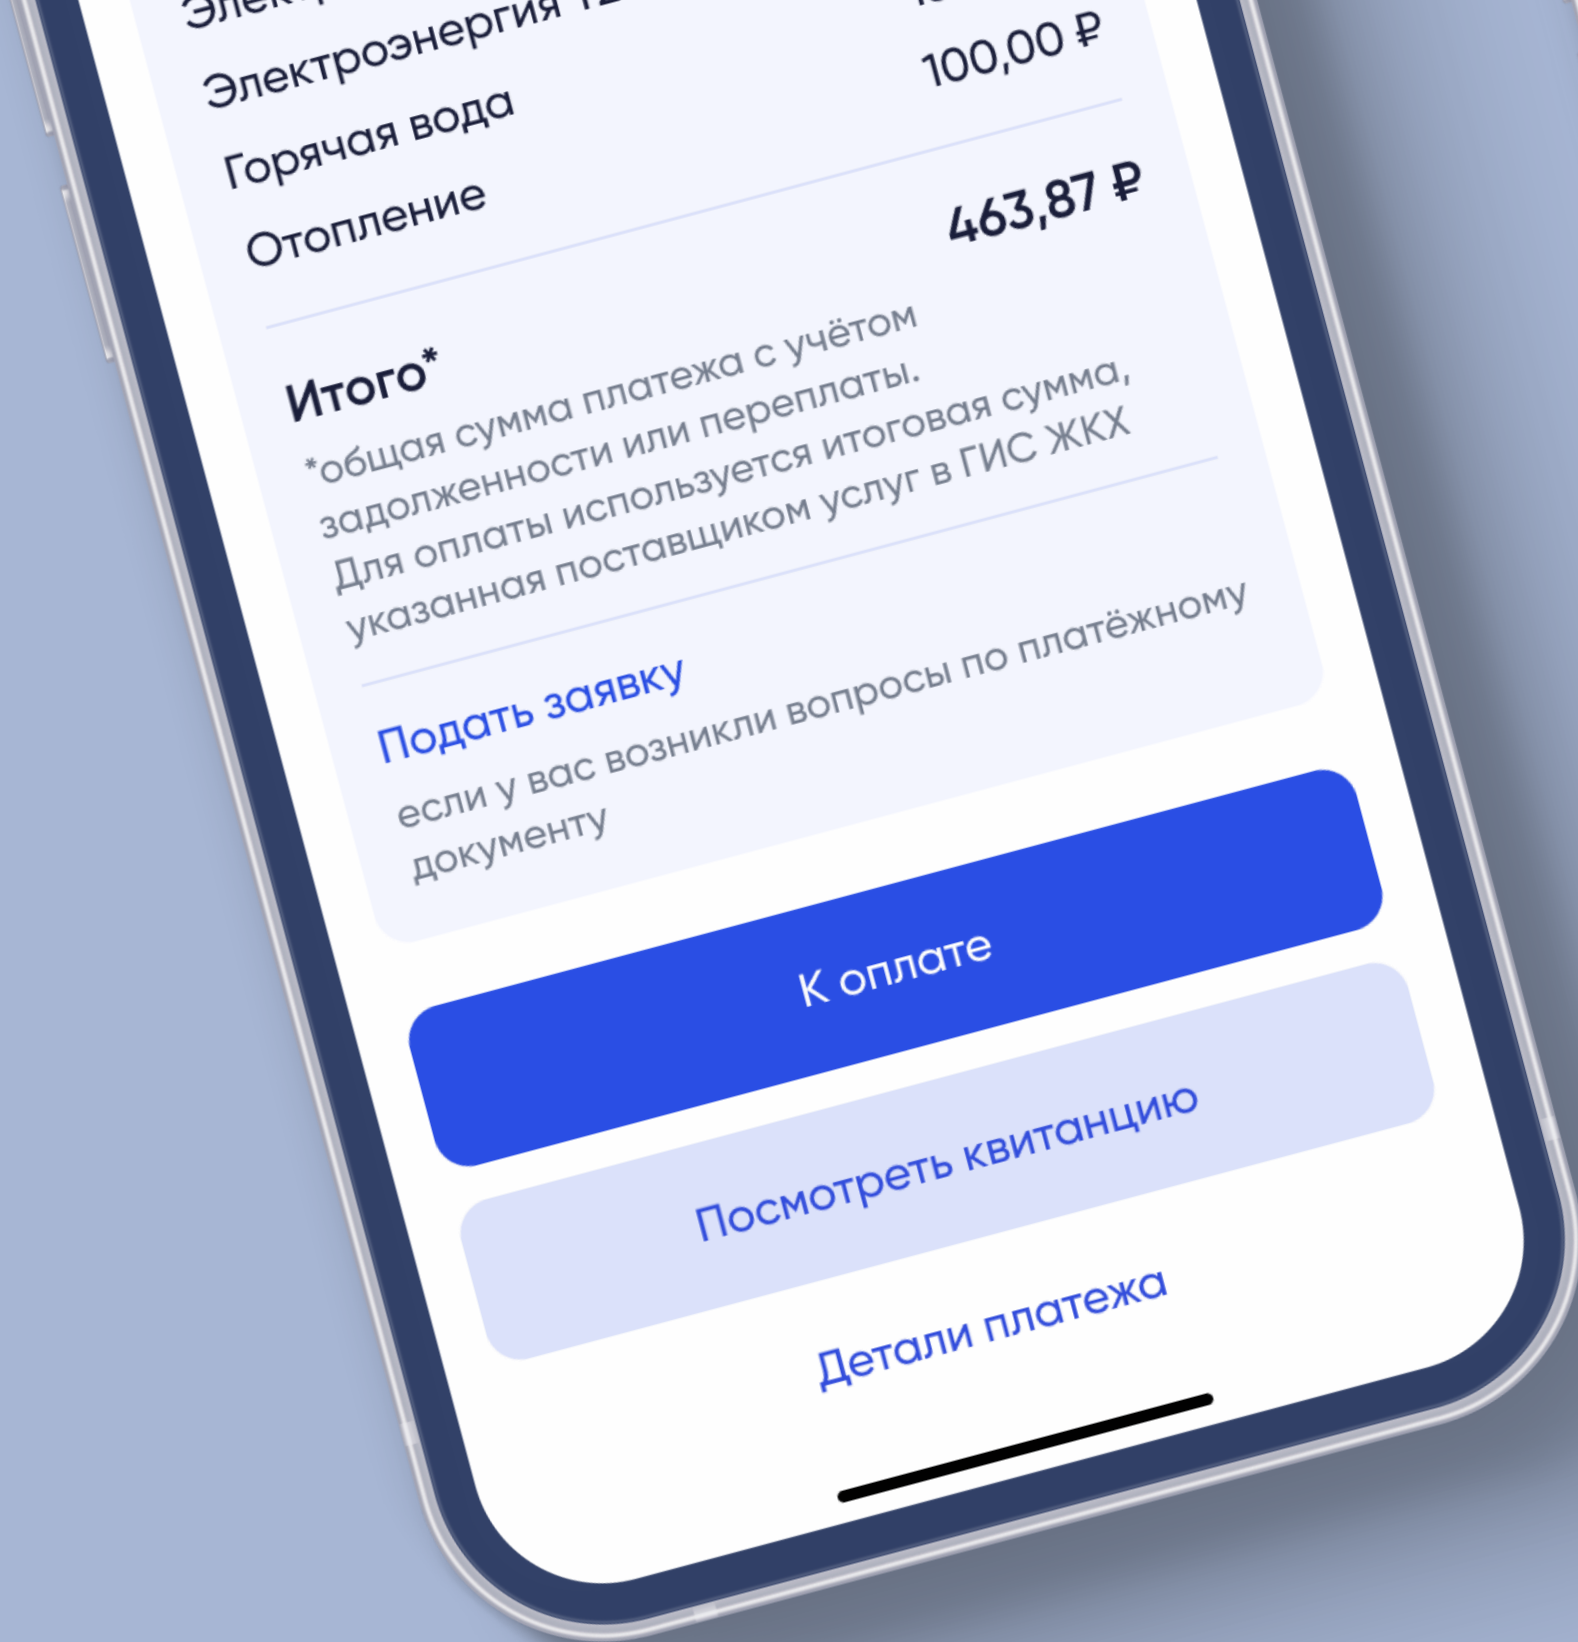 Электроэнергия
Горячая вода
Отопление 100,00 ₽
Итого* 463,87 ₽
*общая сумма платежа с учётом
задолженности или переплаты.
Для оплаты используется итоговая сумма,
указанная поставщиком услуг в ГИС ЖКХ
Подать заявку
если у вас возникли вопросы по платёжному
документу
К оплате
Посмотреть квитанцию
Детали платежа